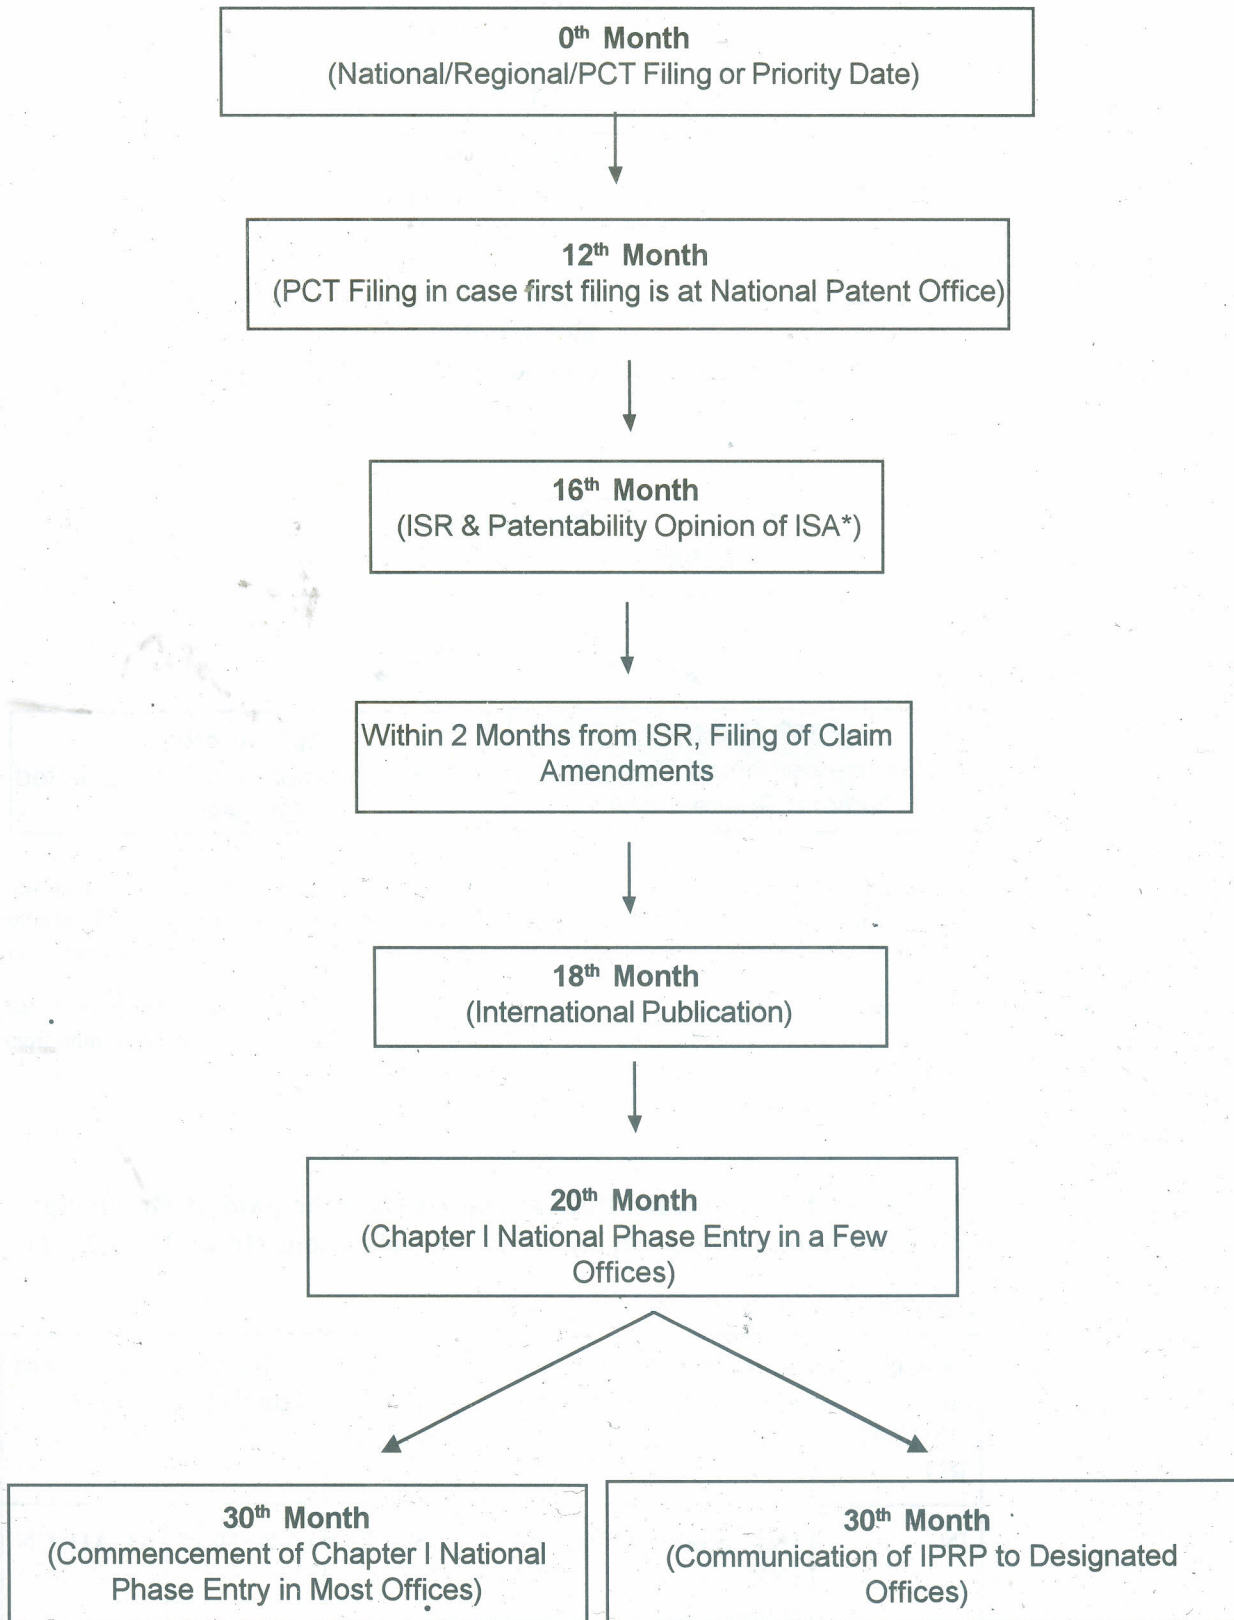 0th Month
(National/Regional/PCT Filing or Priority Date)
12th Month
(PCT Filing in case first filing is at National Patent Office)
16th Month
(ISR & Patentability Opinion of ISA*)
Within 2 Months from ISR, Filing of Claim
Amendments
18th Month
(International Publication)
20th Month
(Chapter I National Phase Entry in a Few
Offices)
30th Month
(Commencement of Chapter I National
Phase Entry in Most Offices)
30th Month
(Communication of IPRP to Designated
Offices)